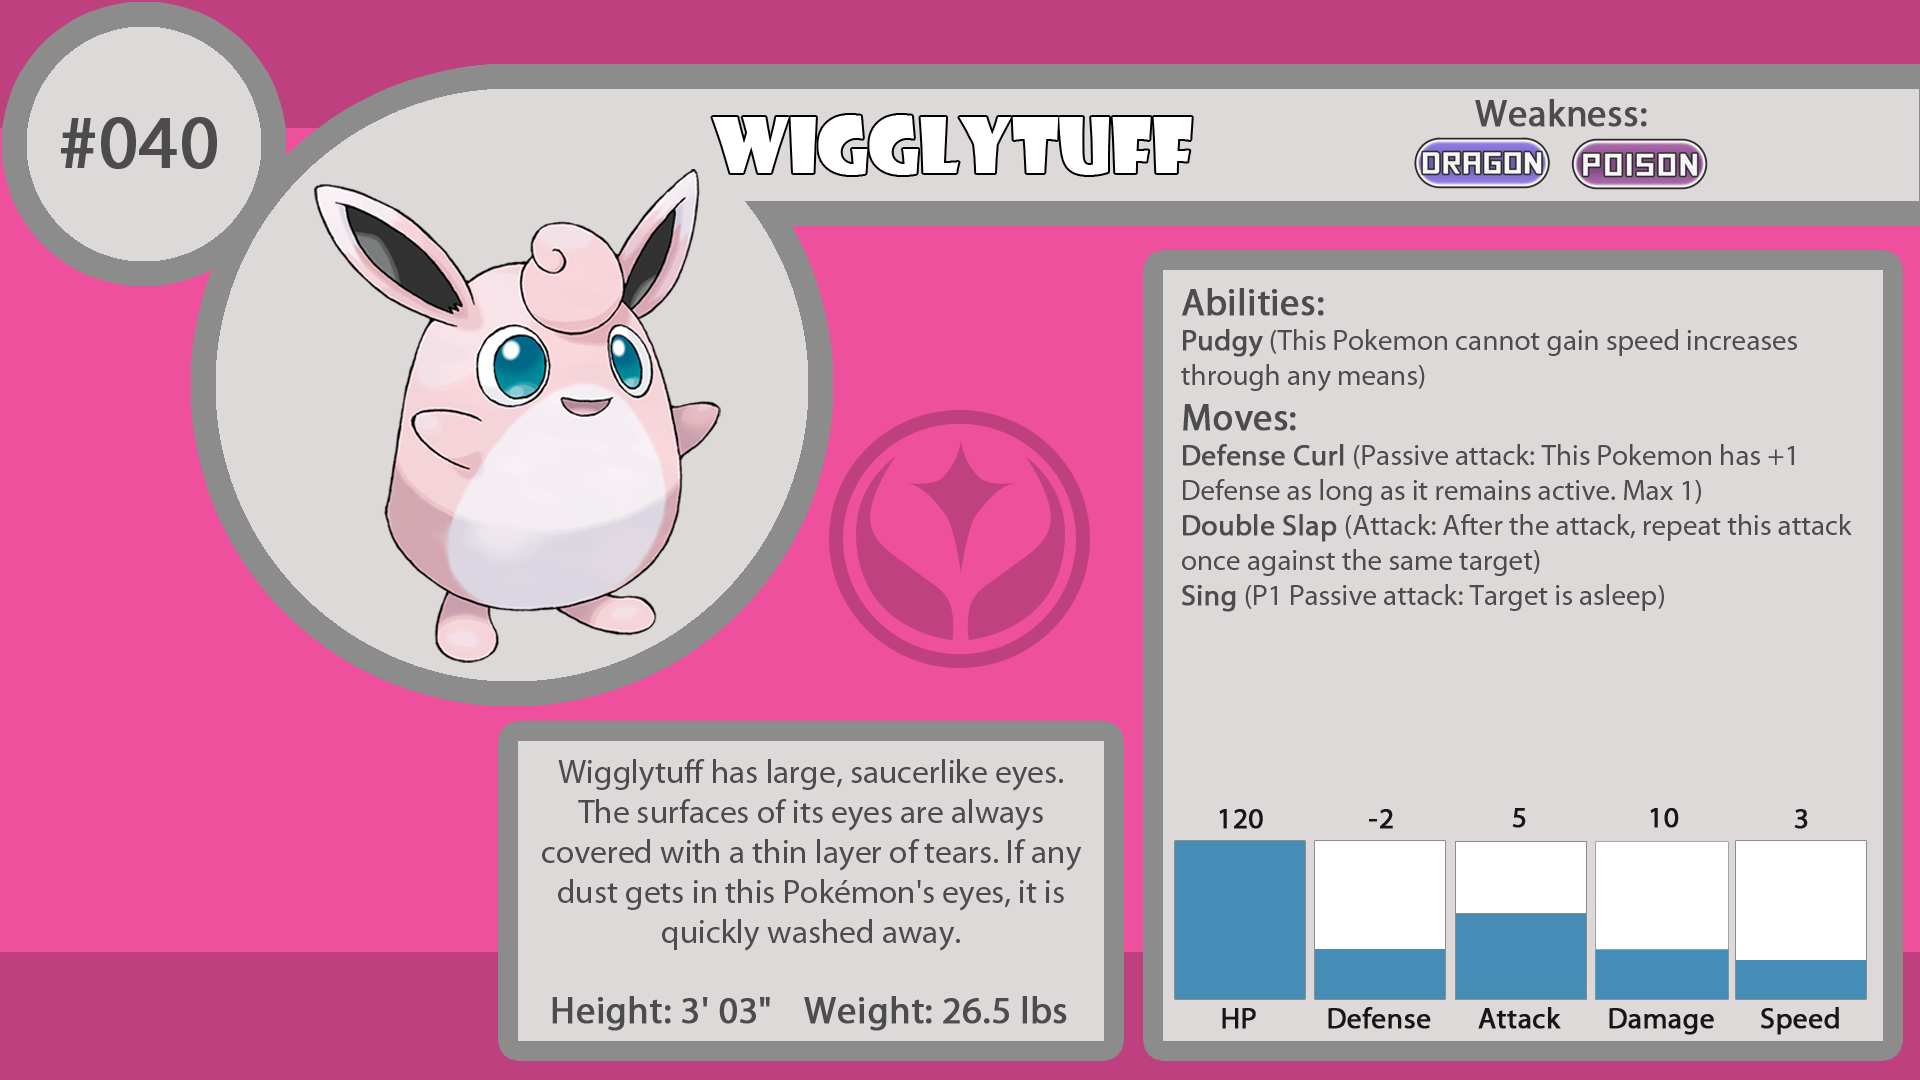 #040
WIGGLYTUFF
Weakness:
DRAGON POISON
Abilities:
Pudgy (This Pokemon cannot gain speed increases
through any means)
Moves:
Defense Curl (Passive attack: This Pokemon has +1
Defense as long as it remains active. Max 1)
Double Slap (Attack: After the attack, repeat this attack
once against the same target)
Sing (P1 Passive attack: Target is asleep)
120 -2 5 10 3
HP Defense Attack Damage Speed
Wigglytuff has large, saucerlike eyes.
The surfaces of its eyes are always
covered with a thin layer of tears. If any
dust gets in this Pokémon's eyes, it is
quickly washed away.
Height: 3' 03" Weight: 26.5 lbs